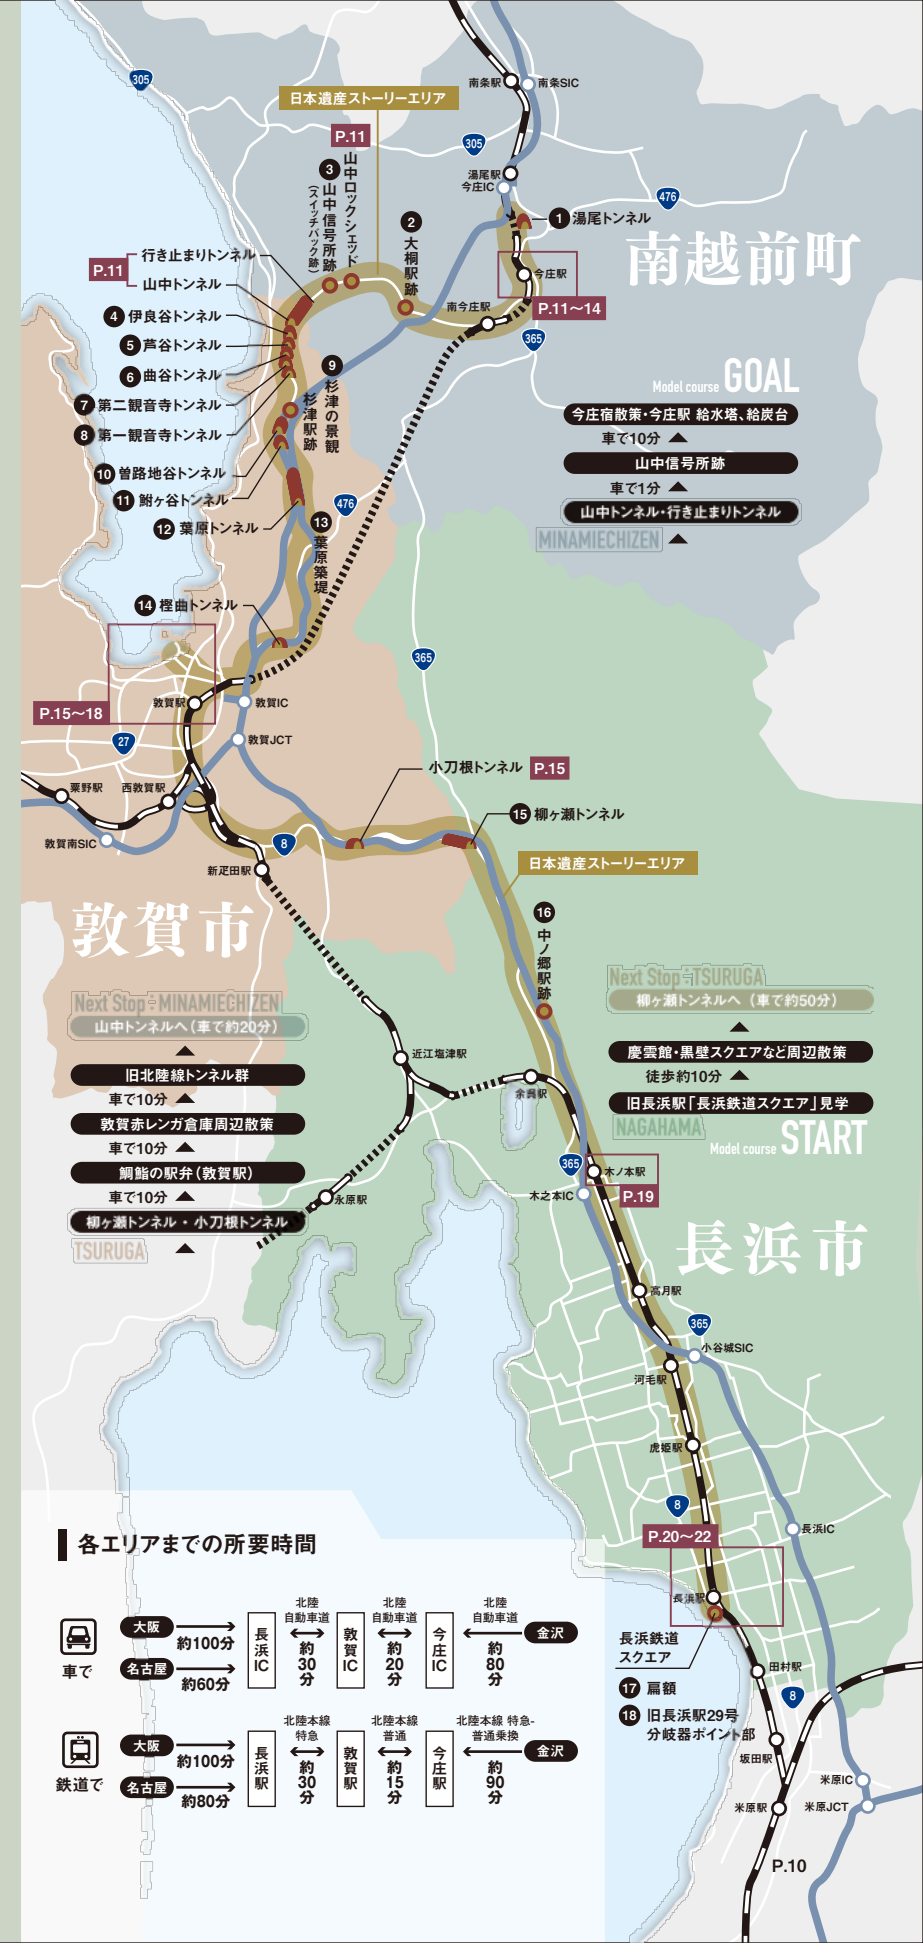 305
南条駅
南条SIC
日本遺産ストーリーエリア
P.11
305
3 山中信号所跡
(スイッチバック跡)
山中ロックシェッド
湯尾駅
今庄IC
476
2 大桐駅跡
1 湯尾トンネル
南越前町
P.11
行き止まりトンネル
山中トンネル
今庄駅
南今庄駅
P.11〜14
4 伊良谷トンネル
5 芦谷トンネル
6 曲谷トンネル
7 第二観音寺トンネル
8 第一観音寺トンネル
365
9 杉津の景観
杉津駅跡
Model course GOAL
今庄宿散策・今庄駅 給水塔、給炭台
車で10分
山中信号所跡
車で1分
山中トンネル・行き止まりトンネル
MINAMIECHIZEN
10 曽路地谷トンネル
11 鮒ヶ谷トンネル
12 葉原トンネル
476
13 葉原築堤
14 樫曲トンネル
365
敦賀駅
敦賀IC
P.15〜18
27
敦賀JCT
小刀根トンネル P.15
粟野駅
西敦賀駅
15 柳ヶ瀬トンネル
敦賀南SIC
8
新疋田駅
日本遺産ストーリーエリア
敦賀市
16 中ノ郷駅跡
Next Stop MINAMIECHIZEN
山中トンネルへ(車で約20分)
旧北陸線トンネル群
車で10分
敦賀赤レンガ倉庫周辺散策
車で10分
鯛鮨の駅弁(敦賀駅)
車で10分
柳ヶ瀬トンネル・小刀根トンネル
TSURUGA
Next Stop TSURUGA
柳ヶ瀬トンネルへ(車で約50分)
慶雲館・黒壁スクエアなど周辺散策
徒歩約10分
旧長浜駅「長浜鉄道スクエア」見学
NAGAHAMA
Model course START
近江塩津駅
余呉駅
永原駅
365
木ノ本駅
木之本IC
P.19
長浜市
高月駅
365
小谷城SIC
河毛駅
虎姫駅
8
長浜IC
P.20〜22
長浜駅
長浜鉄道
スクエア
17 扁額
18 旧長浜駅29号
分岐器ポイント部
田村駅
8
坂田駅
米原IC
米原駅
米原JCT
P.10
各エリアまでの所要時間
車で
大阪
約100分
名古屋
約60分
長浜IC
北陸
自動車道
約30分
敦賀IC
北陸
自動車道
約20分
今庄IC
北陸
自動車道
約80分
金沢
鉄道で
大阪
約100分
名古屋
約80分
長浜駅
北陸本線
特急
約30分
敦賀駅
北陸本線
普通
約15分
今庄駅
北陸本線 特急-
普通乗換
約90分
金沢